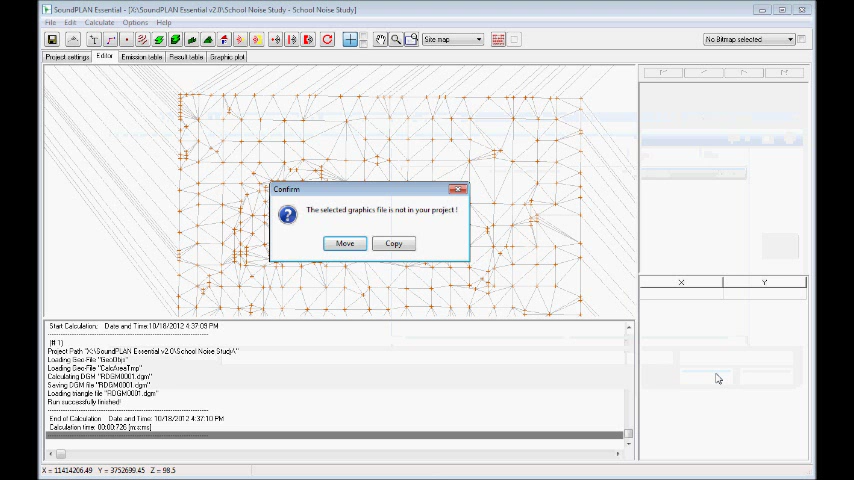 SoundPLAN Essential - [X:\SoundPLAN Essential v2.0\School Noise Study - School Noise Study]
File Edit Calculate Options Help
Site map
No Bitmap selected
Project settings Editor Emission table Result table Graphic plot
Confirm
The selected graphics file is not in your project !
Move Copy
X Y
Start Calculation: Date and Time:10/18/2012 4:37:09 PM
(# 1)
Project Path "X:\SoundPLAN Essential v2.0\School Noise Study\"
Loading Geo-File "GeoObjs"
Loading Geo-File "CalcAreaTmp"
Calculating DGM "RDGM0001.dgm"
Saving DGM file "RDGM0001.dgm"
Loading triangle file "RDGM0001.dgm"
Run successfully finished!
End of Calculation Date and Time:10/18/2012 4:37:10 PM
Calculation time: 00:00:726 [m:s:ms]
X = 11414206.49 Y = 3752699.45 Z = 98.5